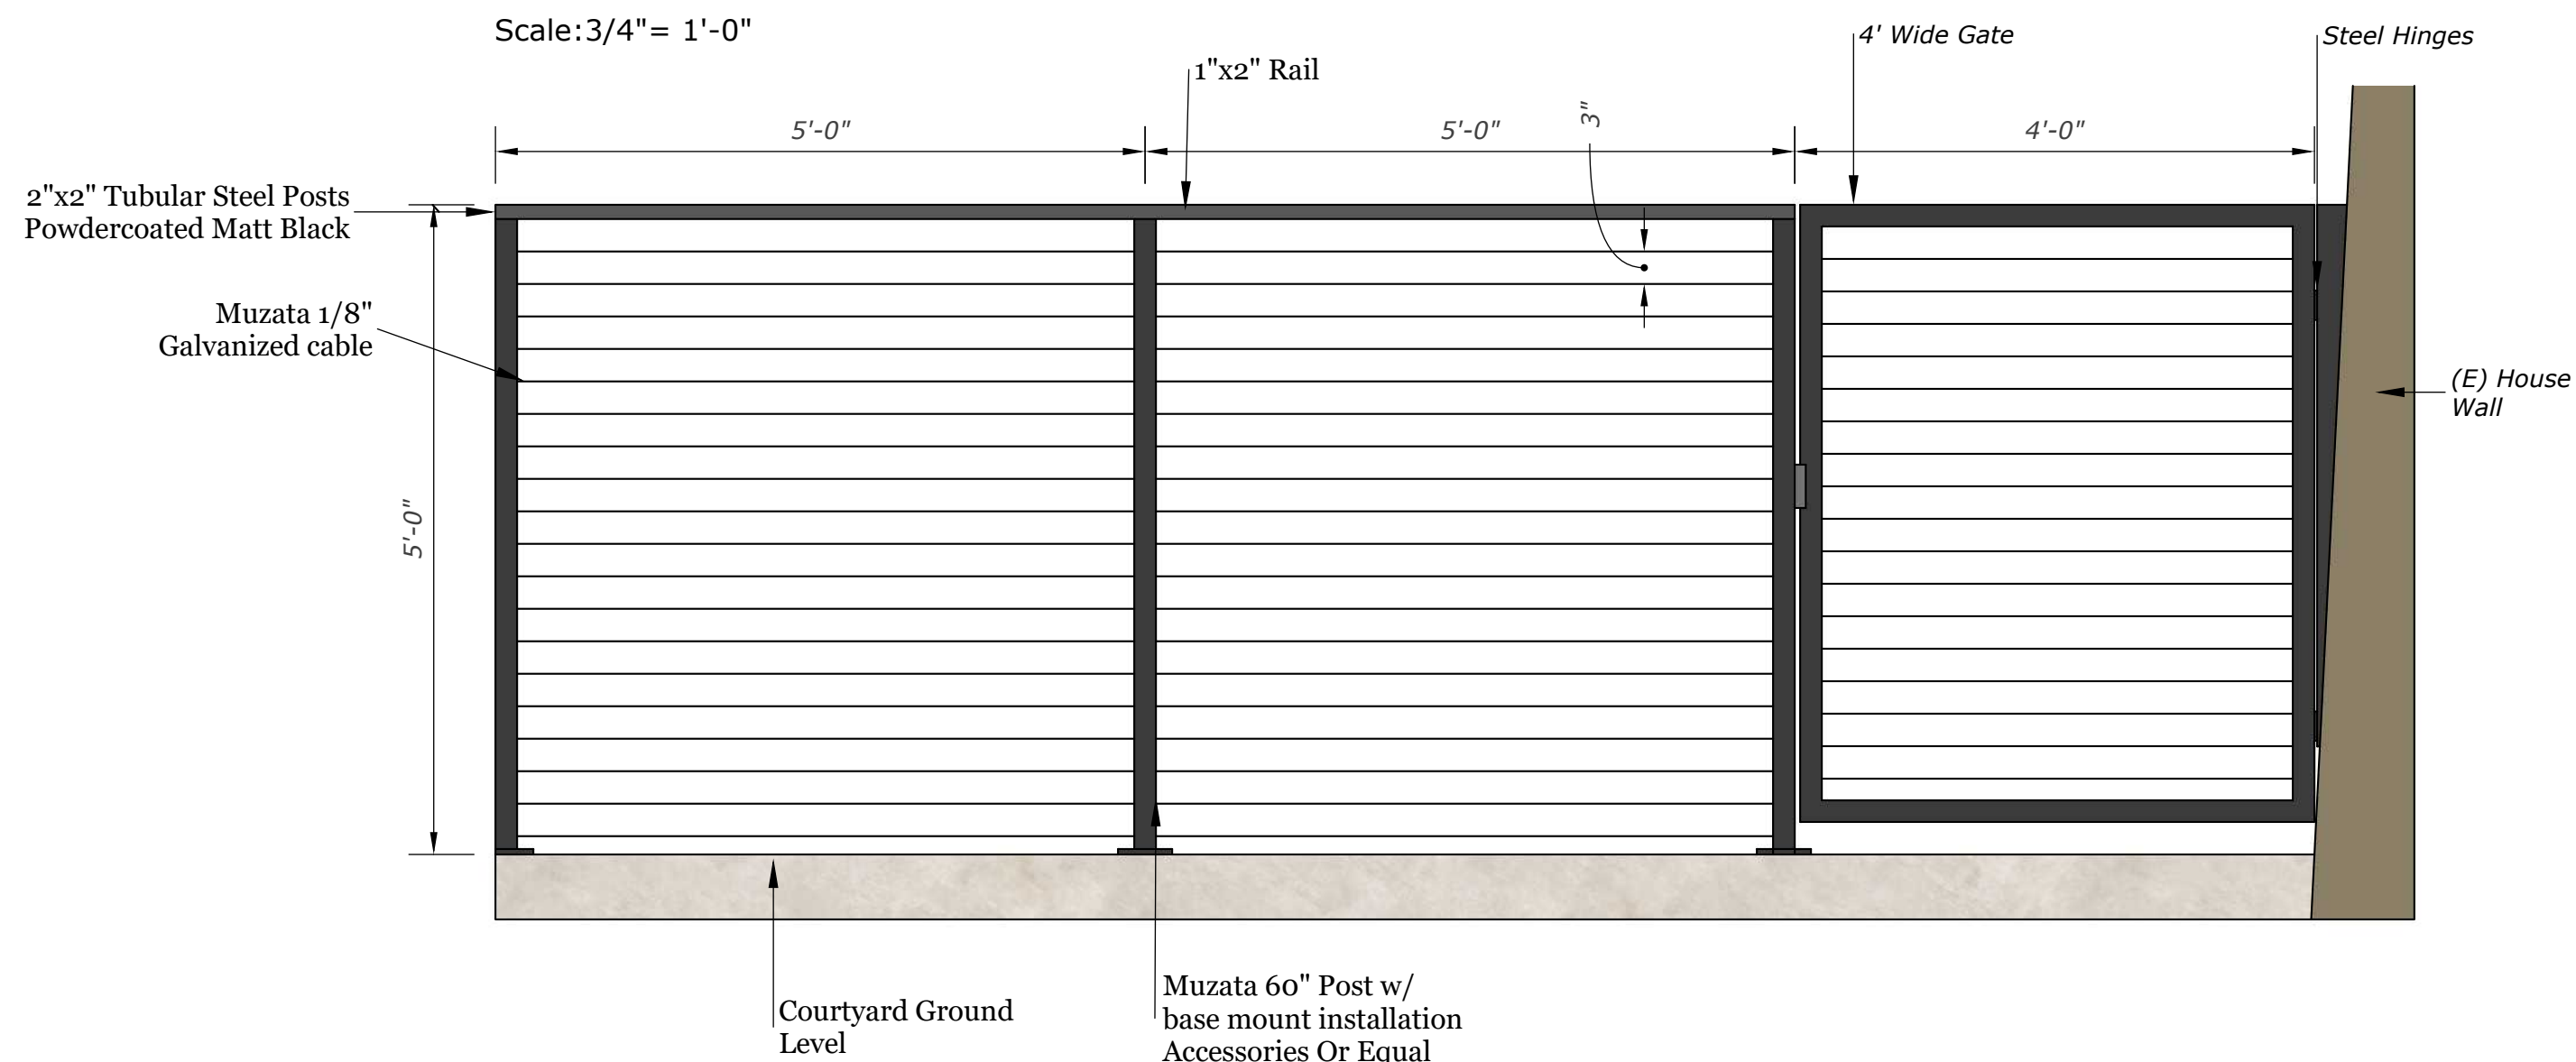 Scale:3/4"= 1'-0"
4' Wide Gate
Steel Hinges
1"x2" Rail
5'-0"
5'-0"
3"
4'-0"
2"x2" Tubular Steel Posts
Powdercoated Matt Black
Muzata 1/8"
Galvanized cable
(E) House
Wall
5'-0"
Courtyard Ground
Level
Muzata 60" Post w/
base mount installation
Accessories Or Equal